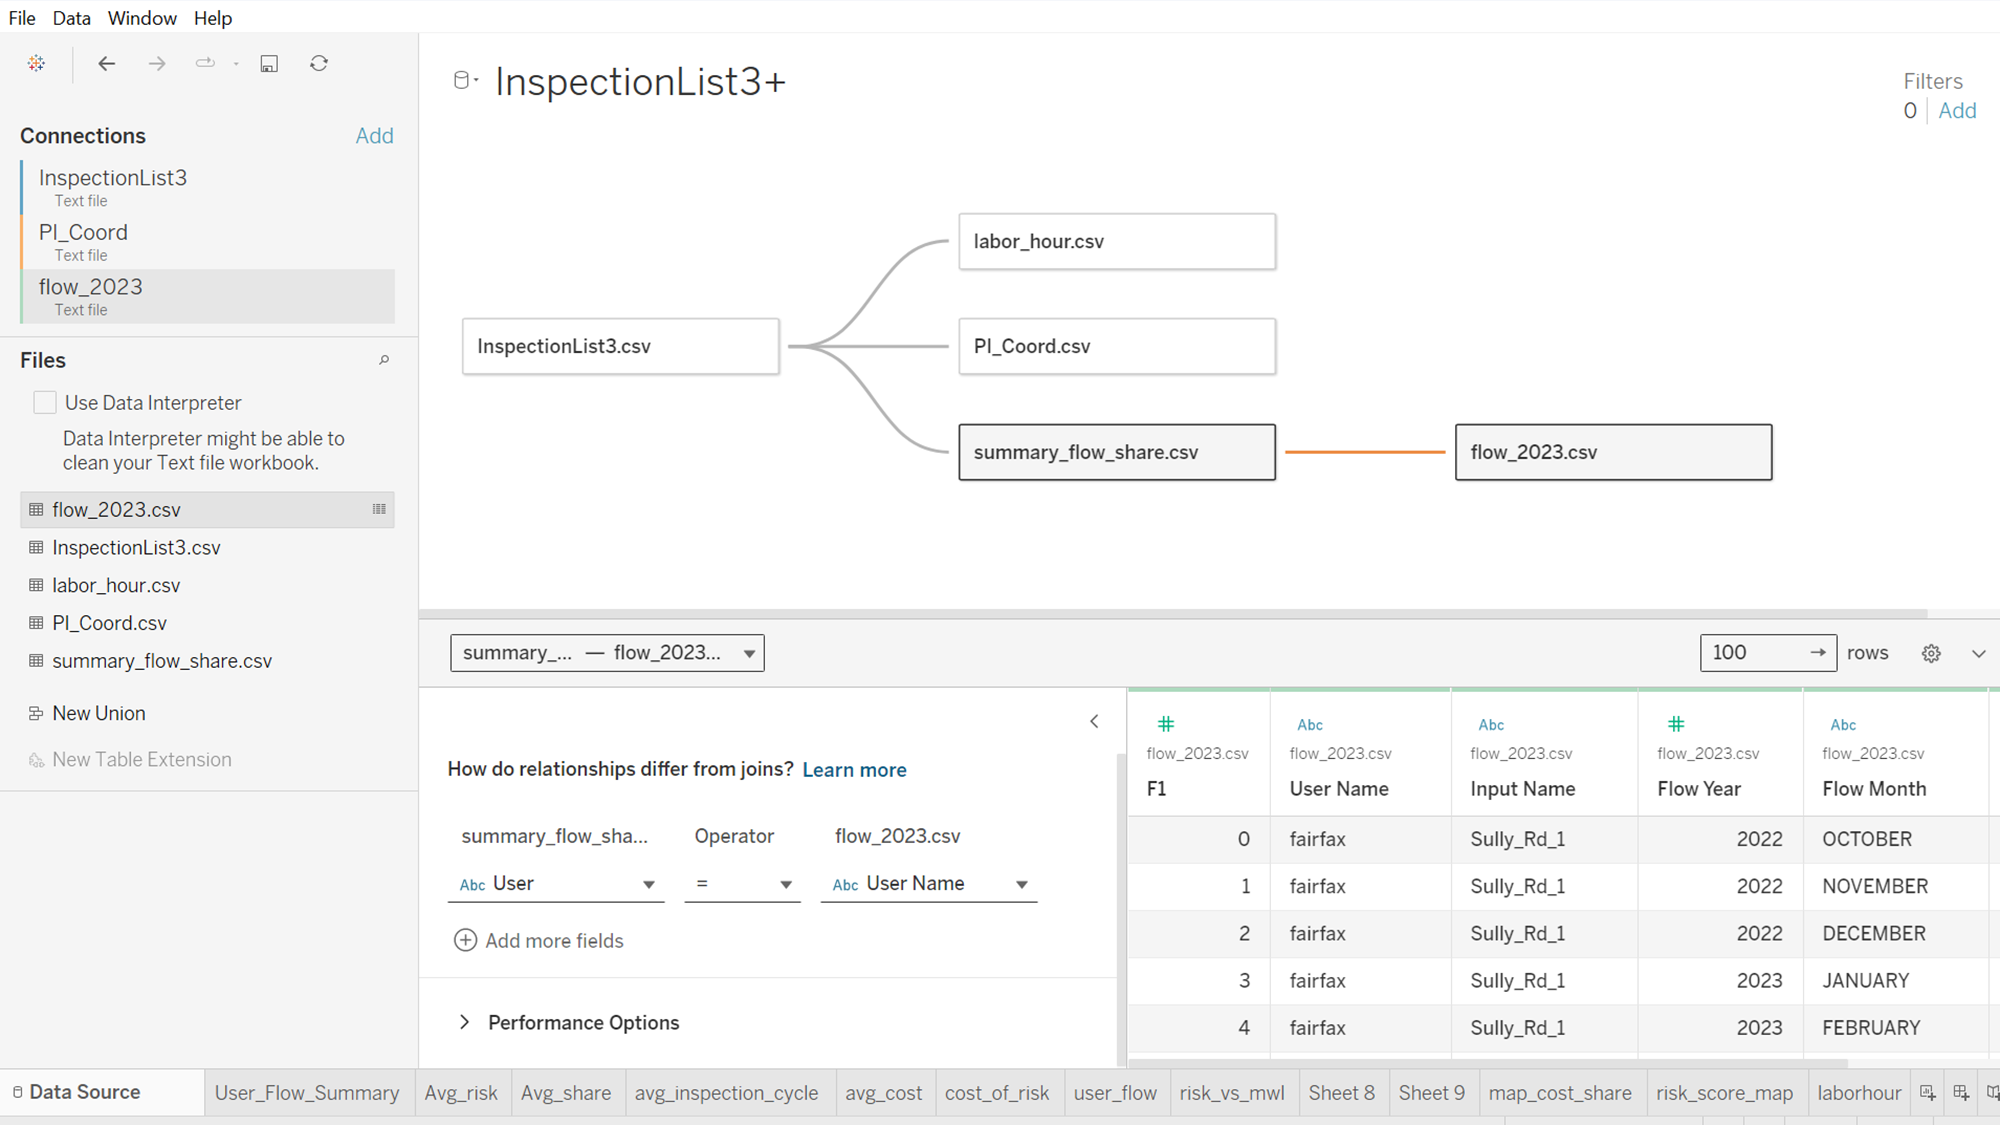 File Data Window Help
Connections Add
InspectionList3
Text file
PI_Coord
Text file
flow_2023
Text file
Files
Use Data Interpreter
Data Interpreter might be able to
clean your Text file workbook.
flow_2023.csv
InspectionList3.csv
labor_hour.csv
PI_Coord.csv
summary_flow_share.csv
New Union
New Table Extension
InspectionList3+
Filters
0 Add
labor_hour.csv
InspectionList3.csv
PI_Coord.csv
summary_flow_share.csv
flow_2023.csv
summary_... — flow_2023...
100 → rows
How do relationships differ from joins? Learn more
summary_flow_sha... Operator flow_2023.csv
Abc User = Abc User Name
Add more fields
Performance Options
# Abc Abc # Abc
flow_2023.csv flow_2023.csv flow_2023.csv flow_2023.csv flow_2023.csv
F1 User Name Input Name Flow Year Flow Month
0 fairfax Sully_Rd_1 2022 OCTOBER
1 fairfax Sully_Rd_1 2022 NOVEMBER
2 fairfax Sully_Rd_1 2022 DECEMBER
3 fairfax Sully_Rd_1 2023 JANUARY
4 fairfax Sully_Rd_1 2023 FEBRUARY
Data Source User_Flow_Summary Avg_risk Avg_share avg_inspection_cycle avg_cost cost_of_risk user_flow risk_vs_mwl Sheet 8 Sheet 9 map_cost_share risk_score_map laborhour